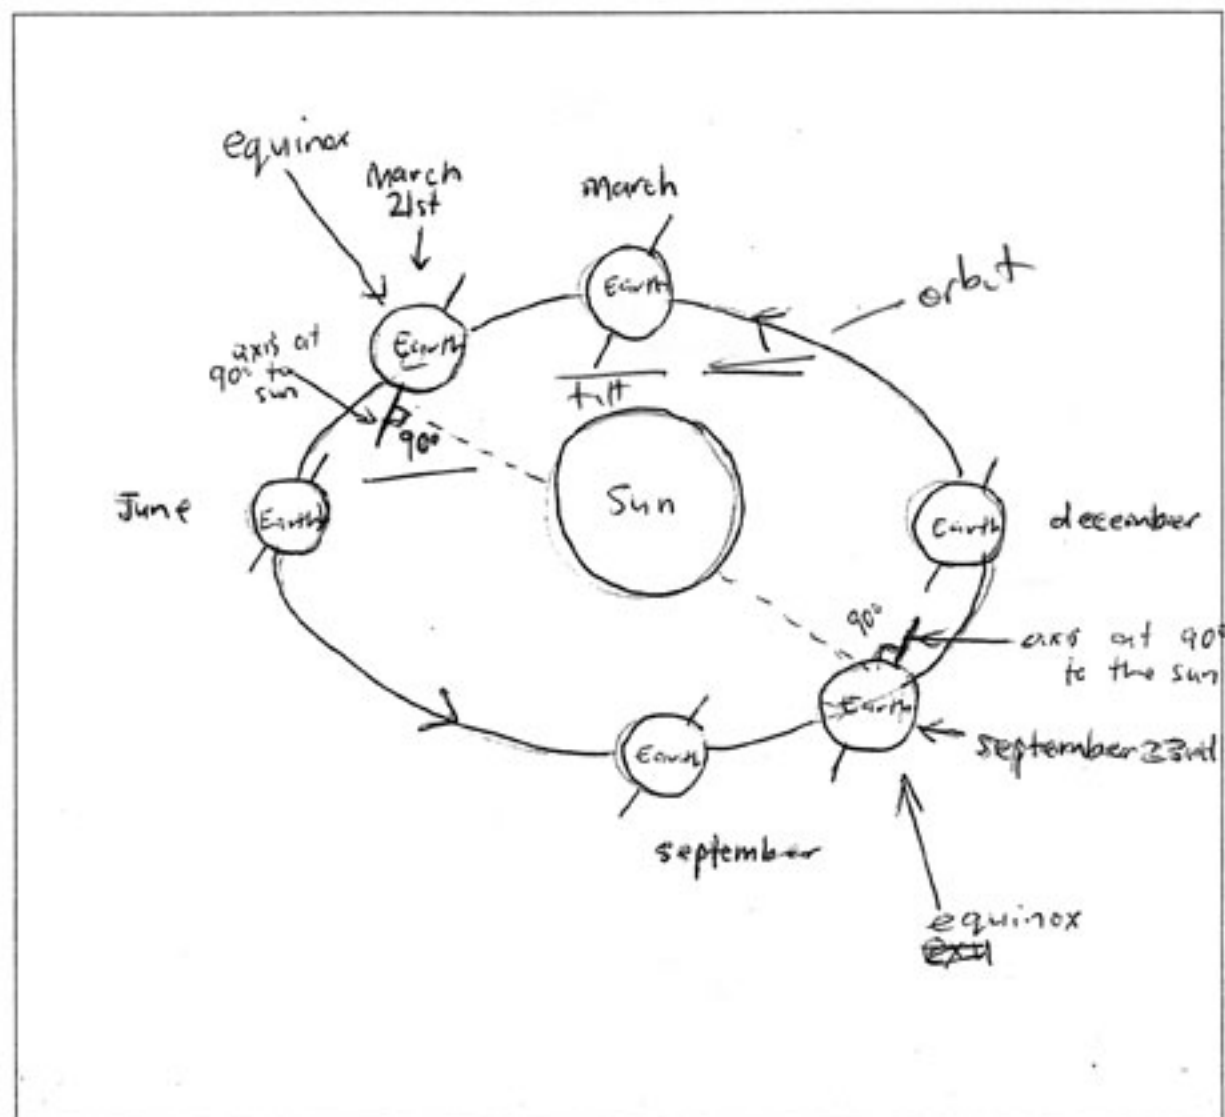 equinox
March
21st
march
Earth
orbit
Earth
axis at
90° to
sun
tilt
90°
Sun
June
Earth
Earth
december
90°
axis at 90°
to the sun
Earth
september 23rd
Earth
september
equinox